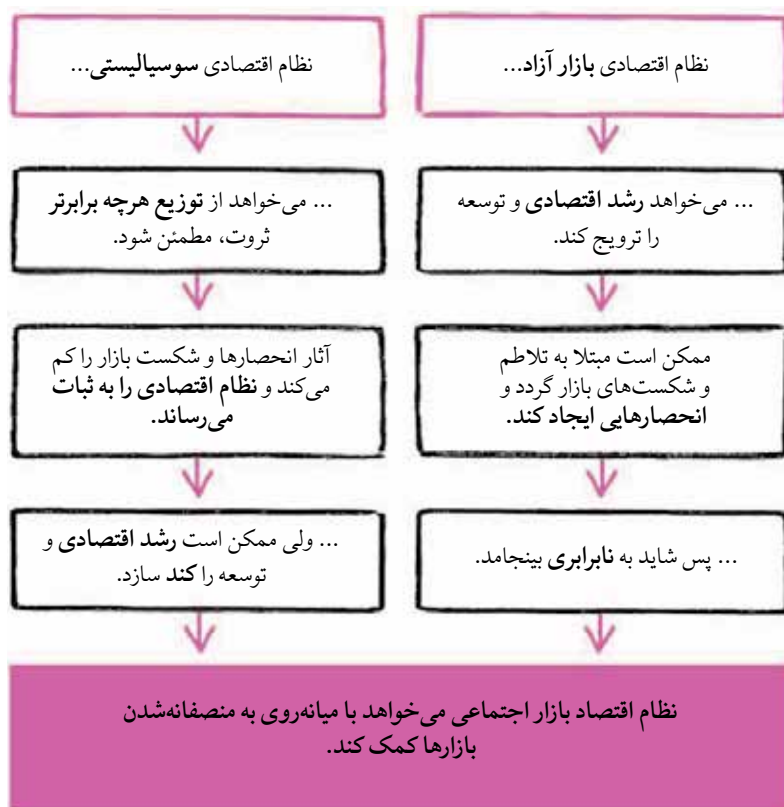 نظام اقتصادی بازار آزاد...
... می‌خواهد رشد اقتصادی و توسعه
را ترویج کند.
ممکن است مبتلا به تلاطم
و شکست‌های بازار گردد و
انحصارهایی ایجاد کند.
... پس شاید به نابرابری بینجامد.
نظام اقتصادی سوسیالیستی...
... می‌خواهد از توزیع هرچه برابرتر
ثروت، مطمئن شود.
آثار انحصارها و شکست بازار را کم
می‌کند و نظام اقتصادی را به ثبات
می‌رساند.
... ولی ممکن است رشد اقتصادی و
توسعه را کند سازد.
نظام اقتصاد بازار اجتماعی می‌خواهد با میانه‌روی به منصفانه‌شدن
بازارها کمک کند.